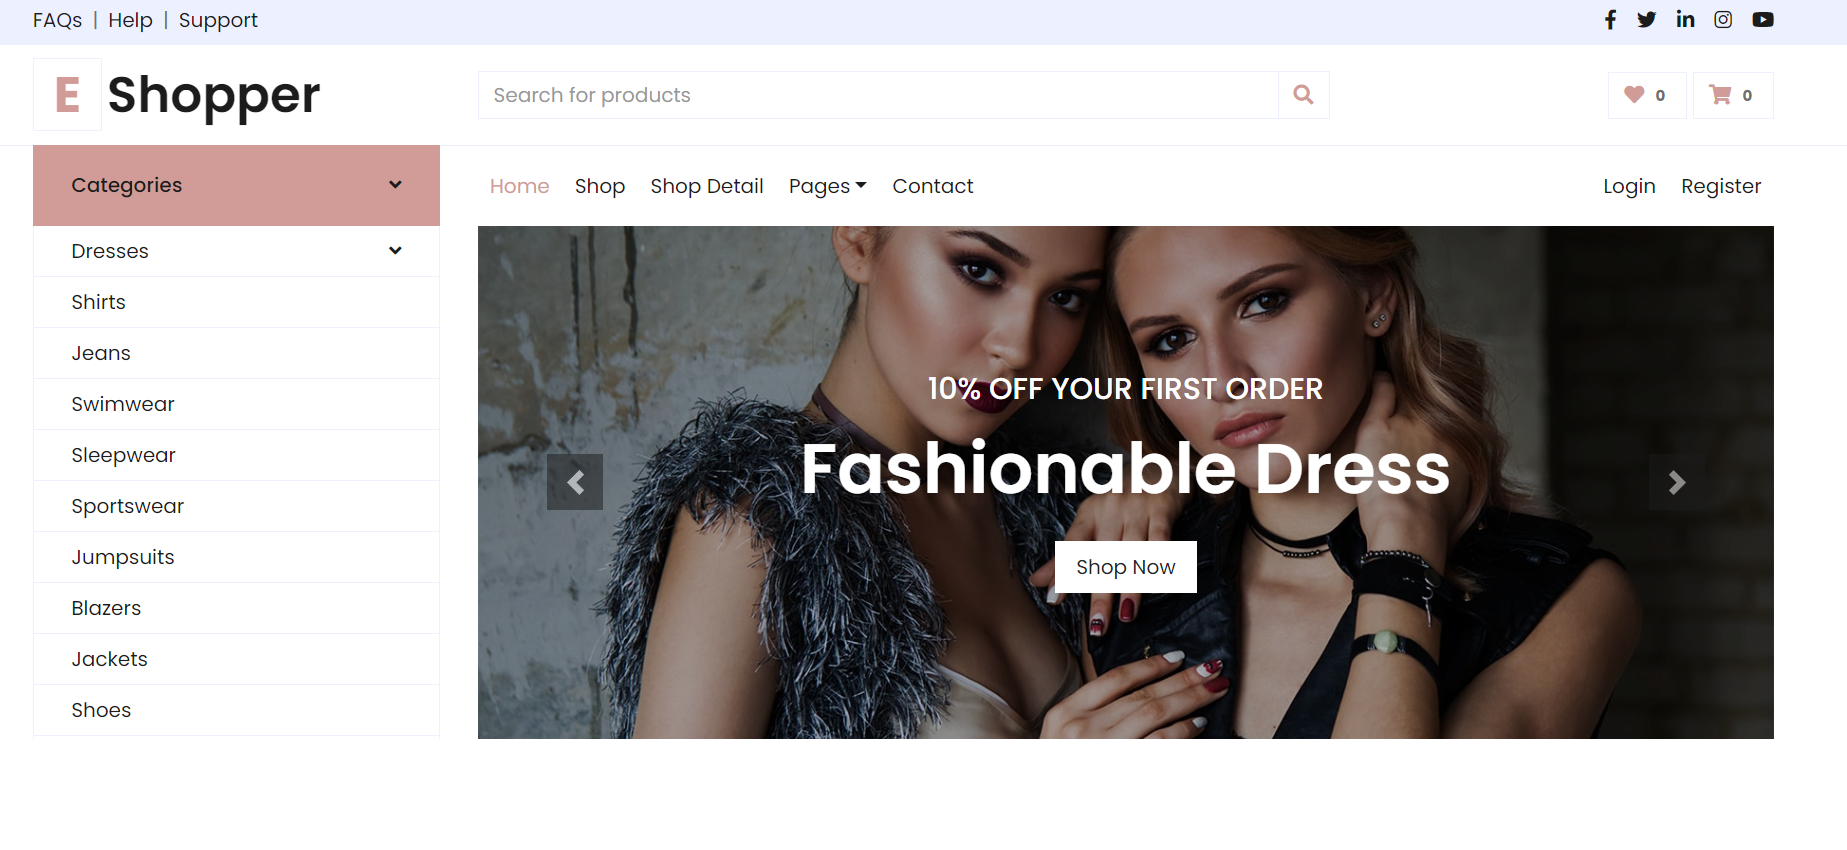 FAQs | Help | Support
E Shopper
Search for products
0
0
Categories
Home Shop Shop Detail Pages Contact
Login Register
Dresses
Shirts
Jeans
Swimwear
Sleepwear
Sportswear
Jumpsuits
Blazers
Jackets
Shoes
10% OFF YOUR FIRST ORDER
Fashionable Dress
Shop Now